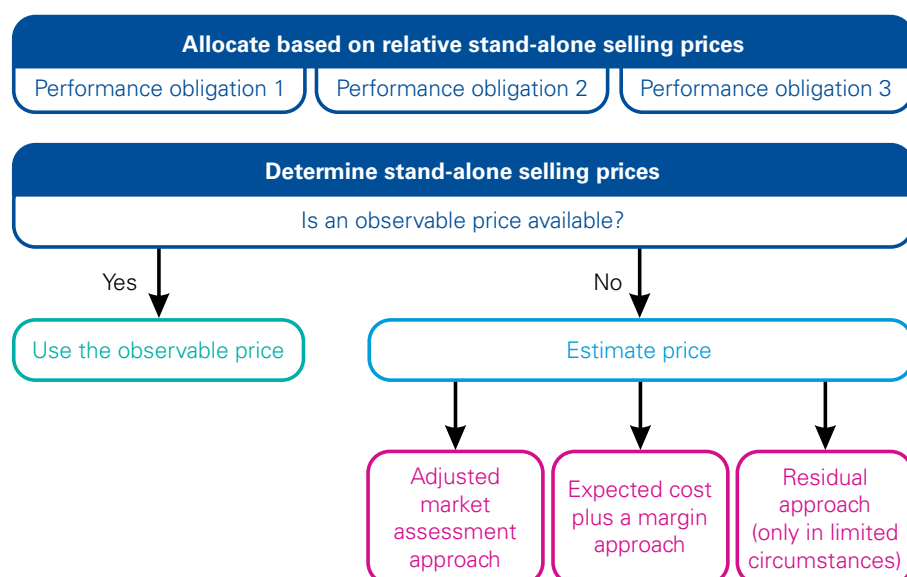 Allocate based on relative stand-alone selling prices
Performance obligation 1
Performance obligation 2
Performance obligation 3
Determine stand-alone selling prices
Is an observable price available?
Yes
No
Use the observable price
Estimate price
Adjusted
market
assessment
approach
Expected cost
plus a margin
approach
Residual
approach
(only in limited
circumstances)